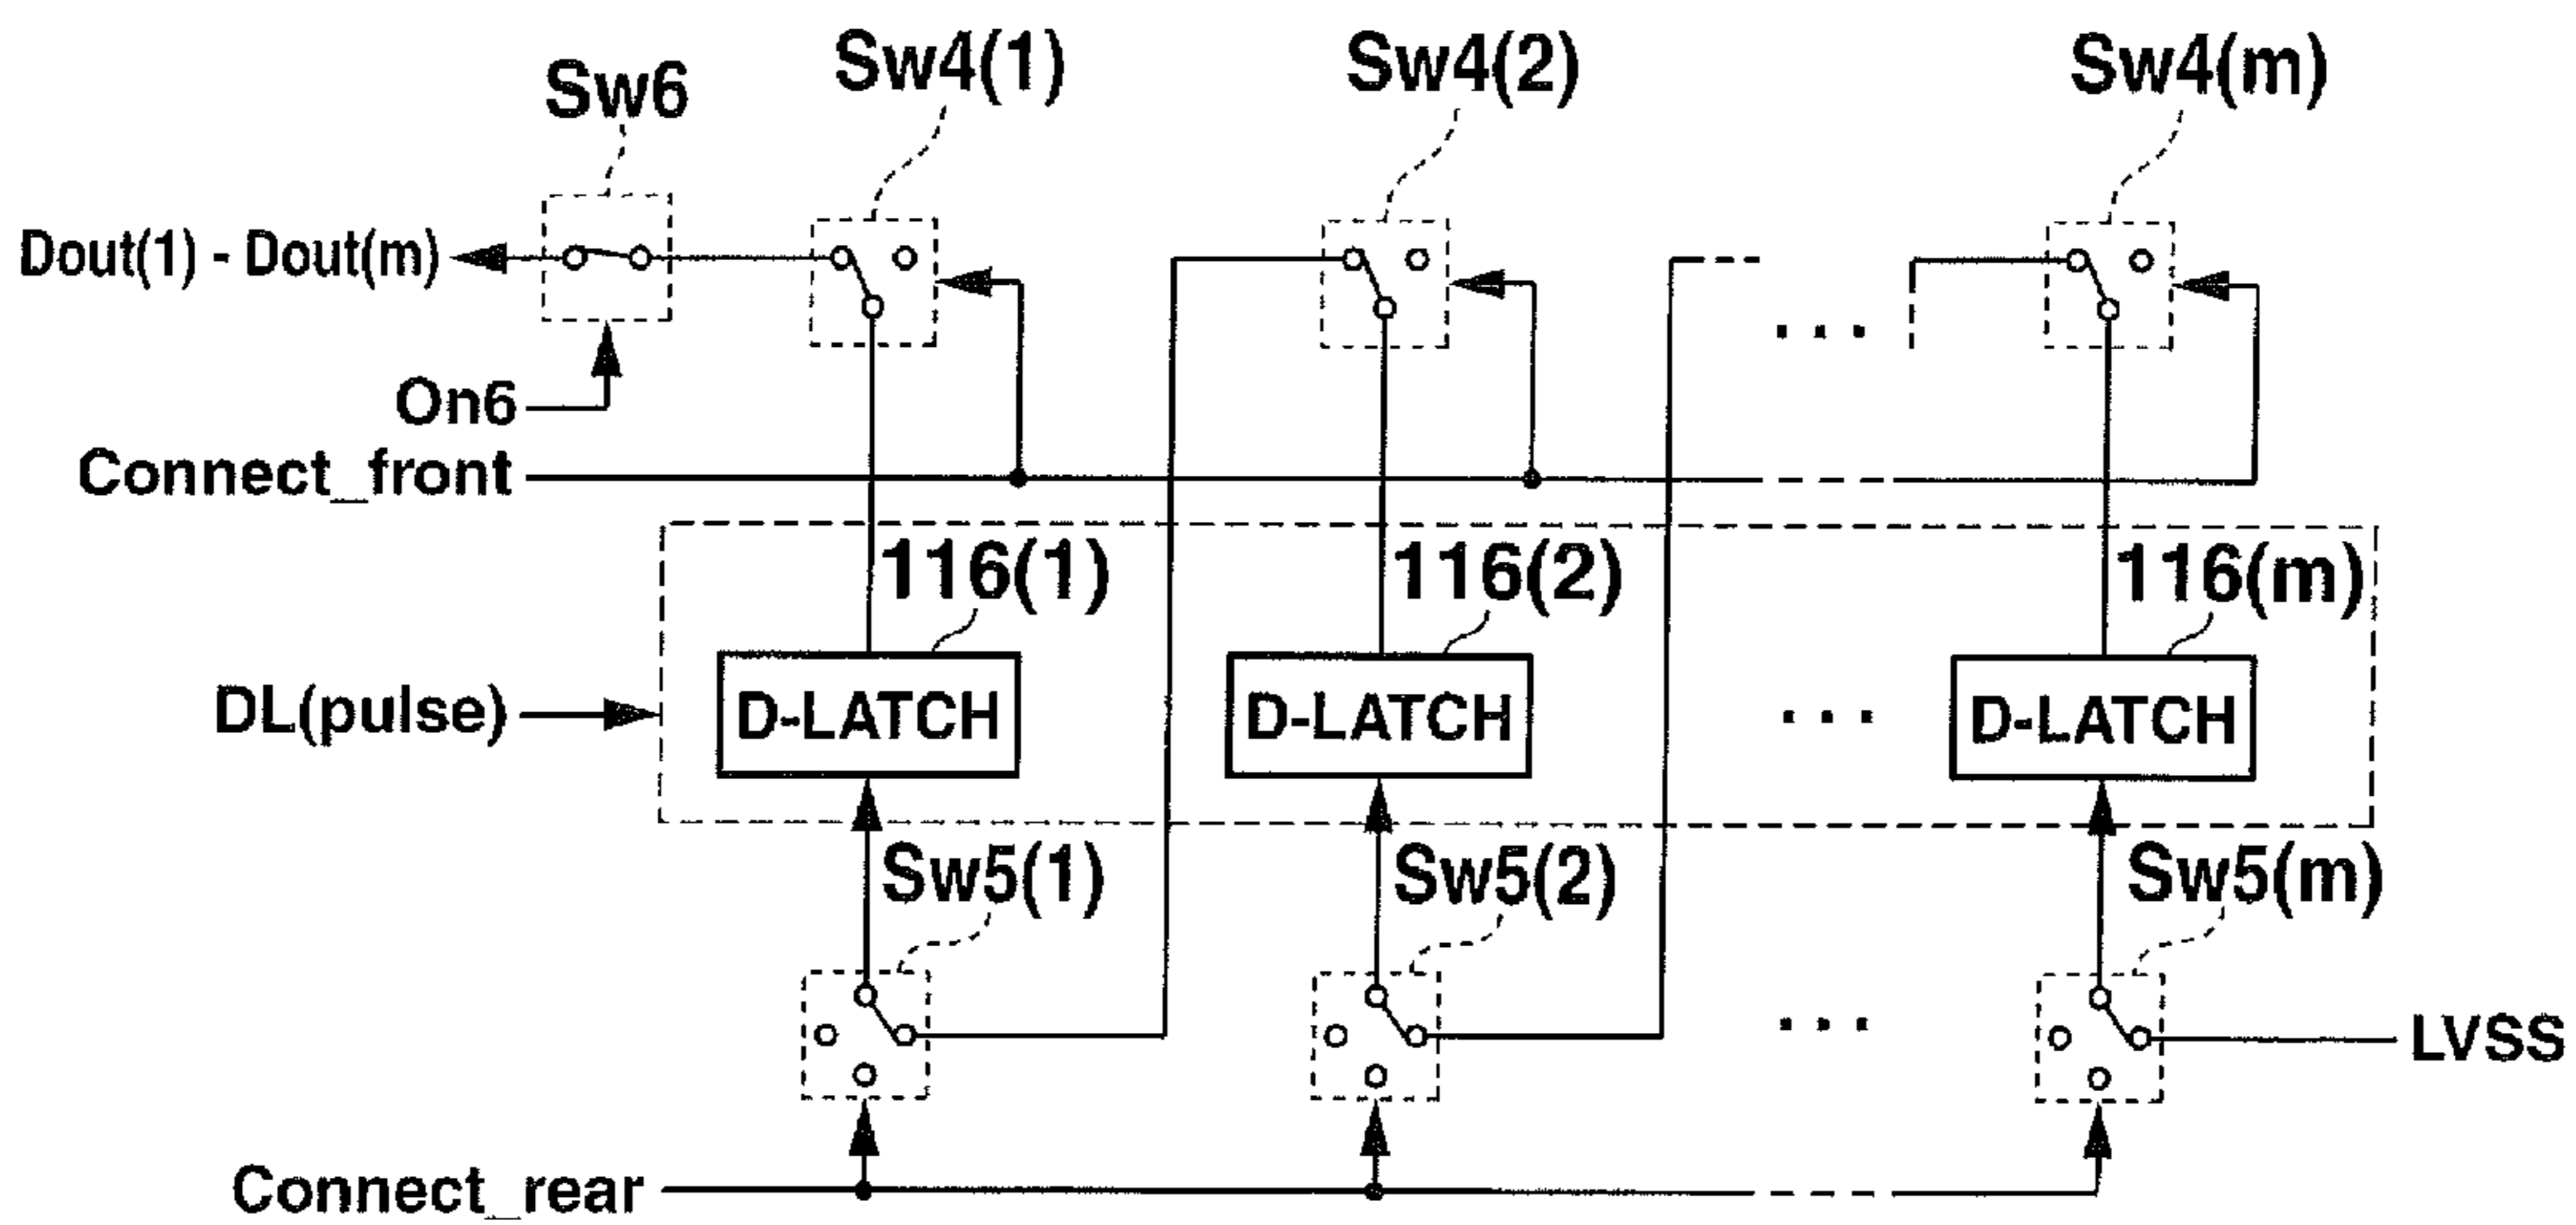 Sw6
Sw4(1)
Sw4(2)
Sw4(m)
Dout(1) - Dout(m)
On6
Connect_front
116(1)
116(2)
116(m)
DL(pulse)
D-LATCH
D-LATCH
. . .
D-LATCH
Sw5(1)
Sw5(2)
Sw5(m)
LVSS
Connect_rear